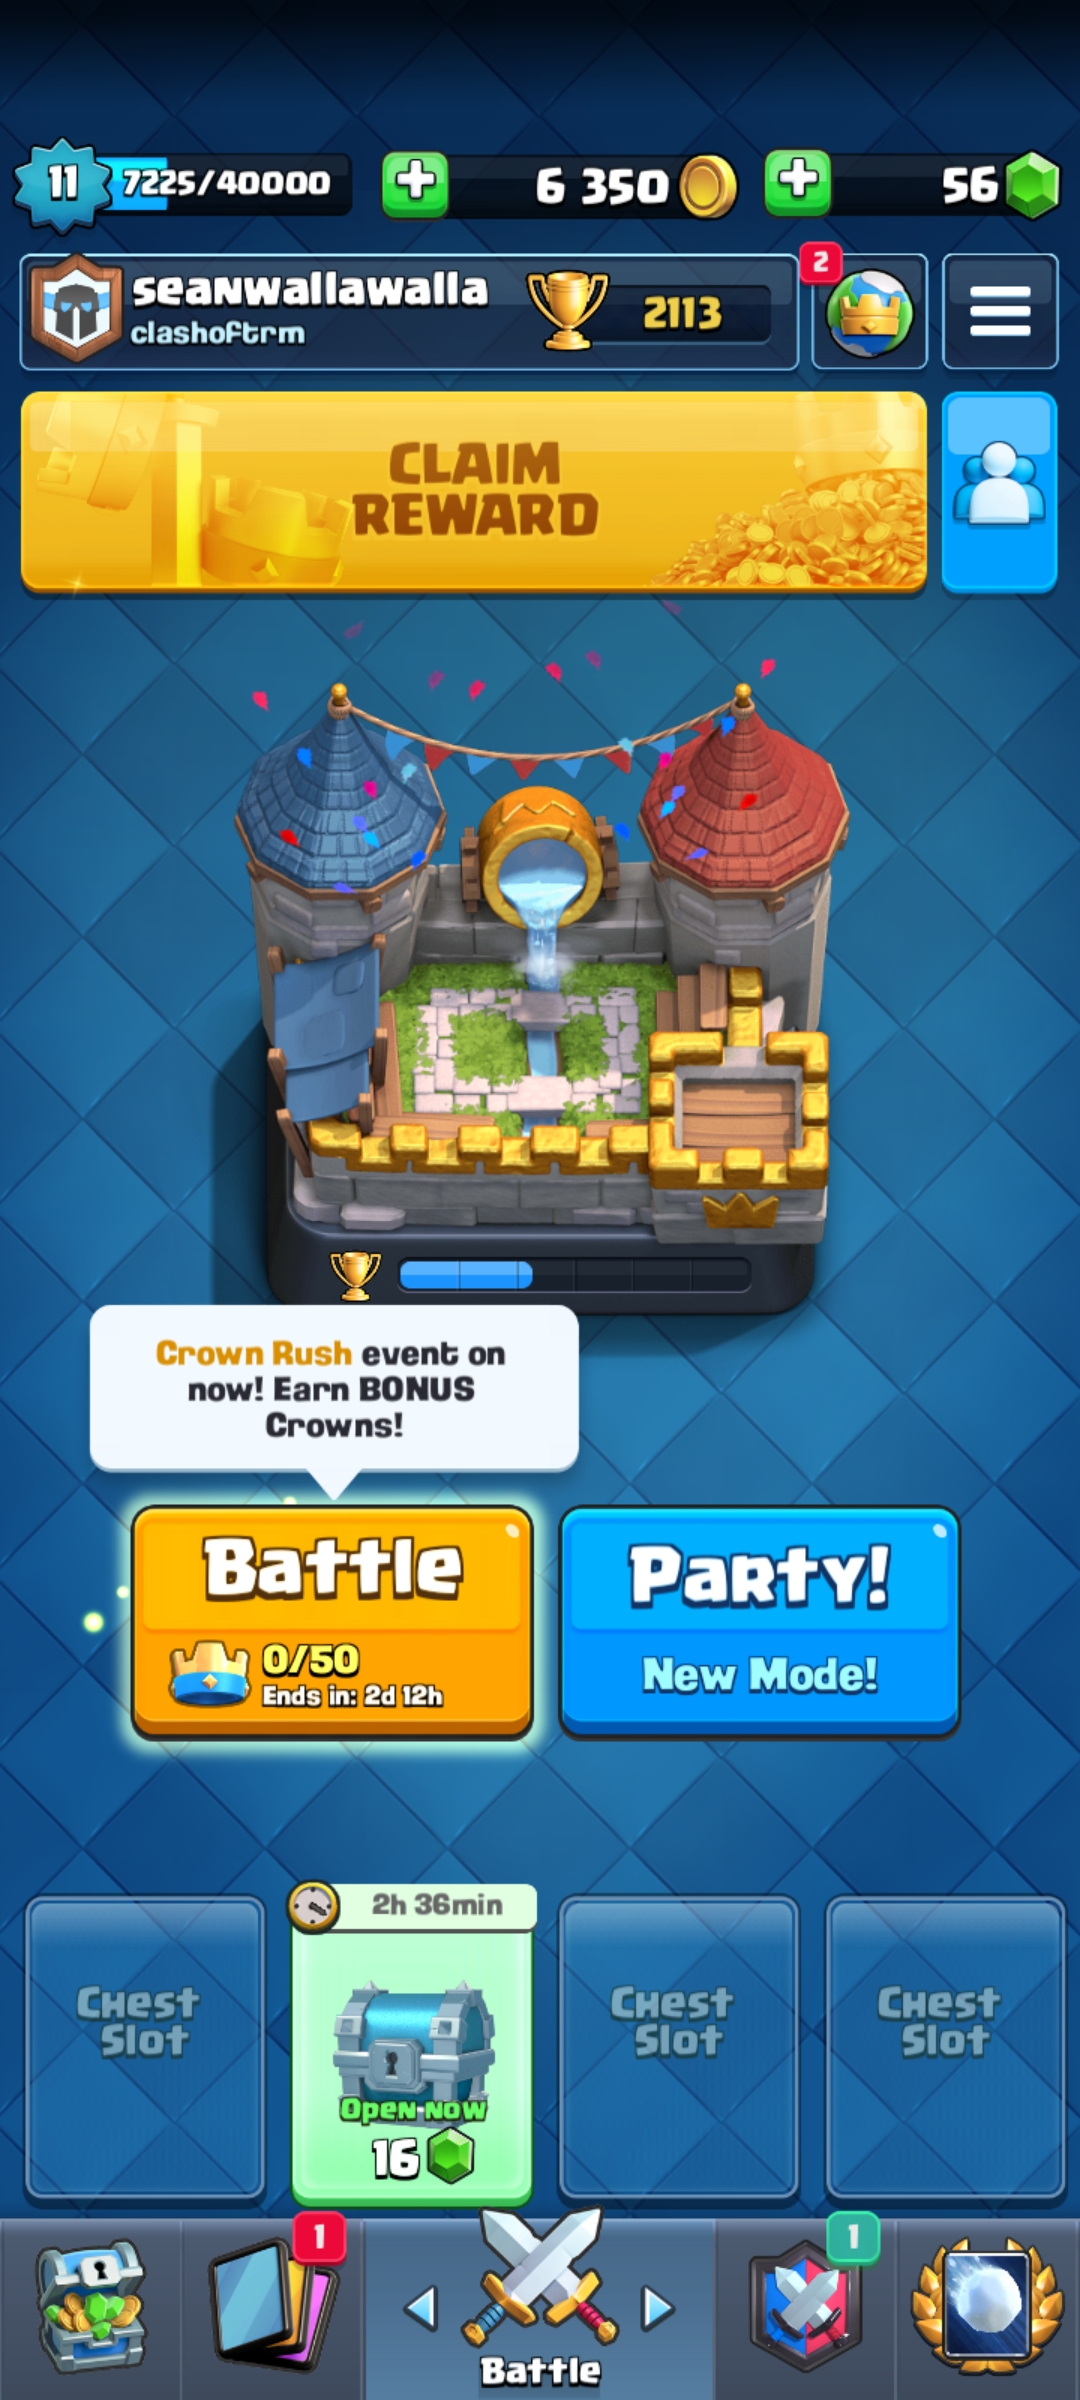 11
7225/40000
6 350
56
seanwallawalla
clashoftrm
2113
2
CLAIM
REWARD
Crown Rush event on
now! Earn BONUS
Crowns!
Battle
0/50
Ends in: 2d 12h
Party!
New Mode!
Chest
Slot
2h 36min
Open now
16
Chest
Slot
Chest
Slot
1
Battle
1